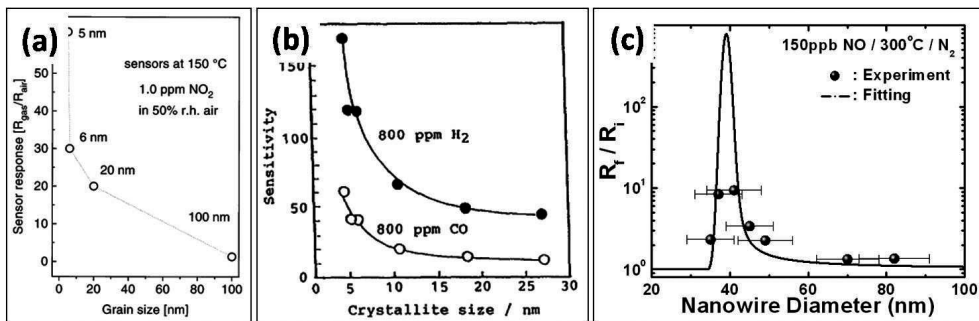 (a)
5 nm
sensors at 150 °C
1.0 ppm NO2
in 50% r.h. air
6 nm
20 nm
100 nm
Sensor response [Rgas/Rair]
50
40
30
20
10
0
0 20 40 60 80 100
Grain size [nm]
(b)
800 ppm H2
800 ppm CO
Sensitivity
150
100
50
0
0 5 10 15 20 25 30
Crystallite size / nm
(c)
150ppb NO / 300°C / N2
: Experiment
: Fitting
Rf / Ri
10^2
10^1
10^0
20 40 60 80 100
Nanowire Diameter (nm)